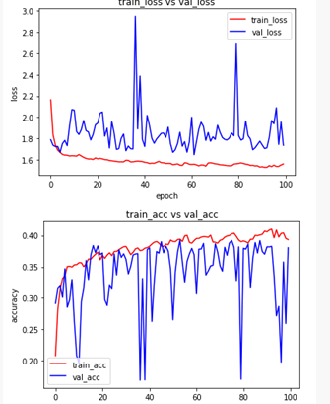 train_loss vs val_loss
3.0
2.8
2.6
2.4
2.2
2.0
1.8
1.6
loss
train_loss
val_loss
0 20 40 60 80 100
epoch
train_acc vs val_acc
0.40
0.35
0.30
0.25
0.20
accuracy
train_acc
val_acc
0 20 40 60 80 100